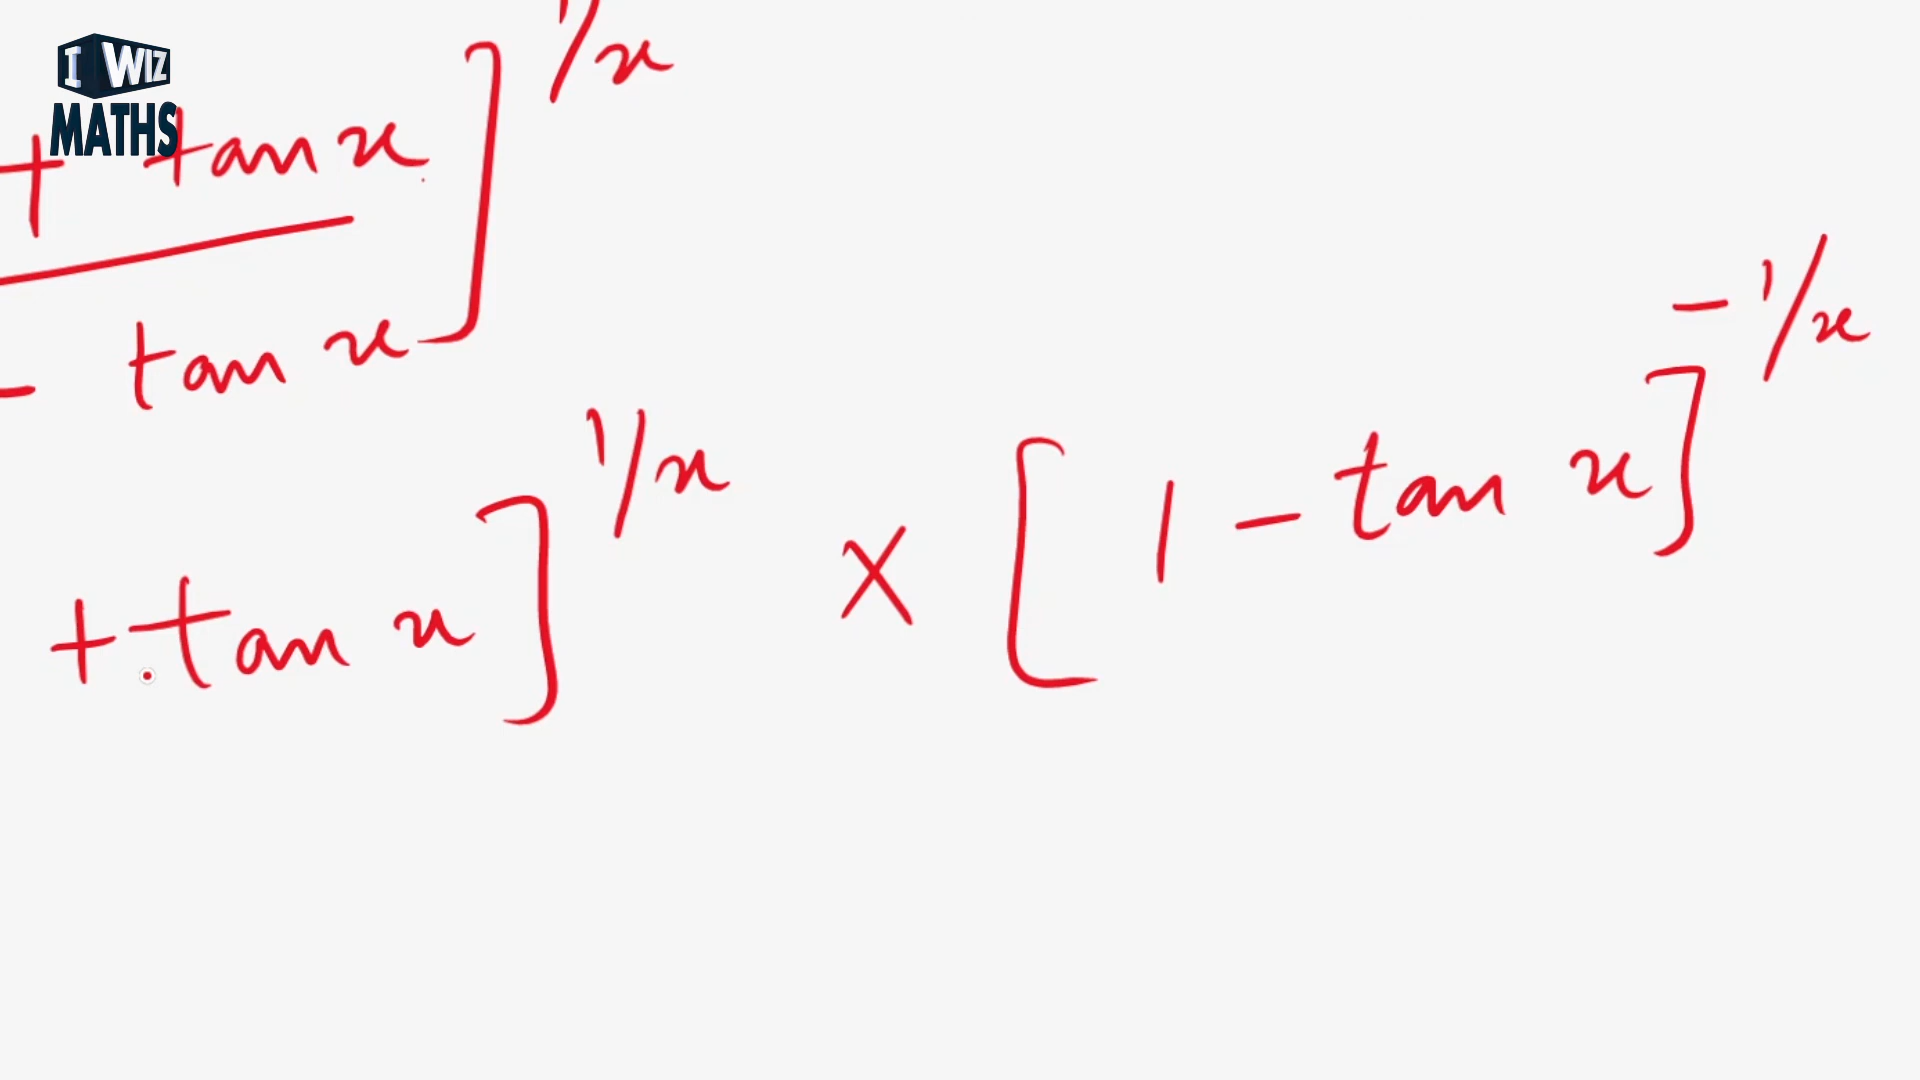 I WIZ
MATHS
+ tan x ] 1/x
- tan x
+ tan x ] 1/x × [ 1 - tan x ] - 1/x